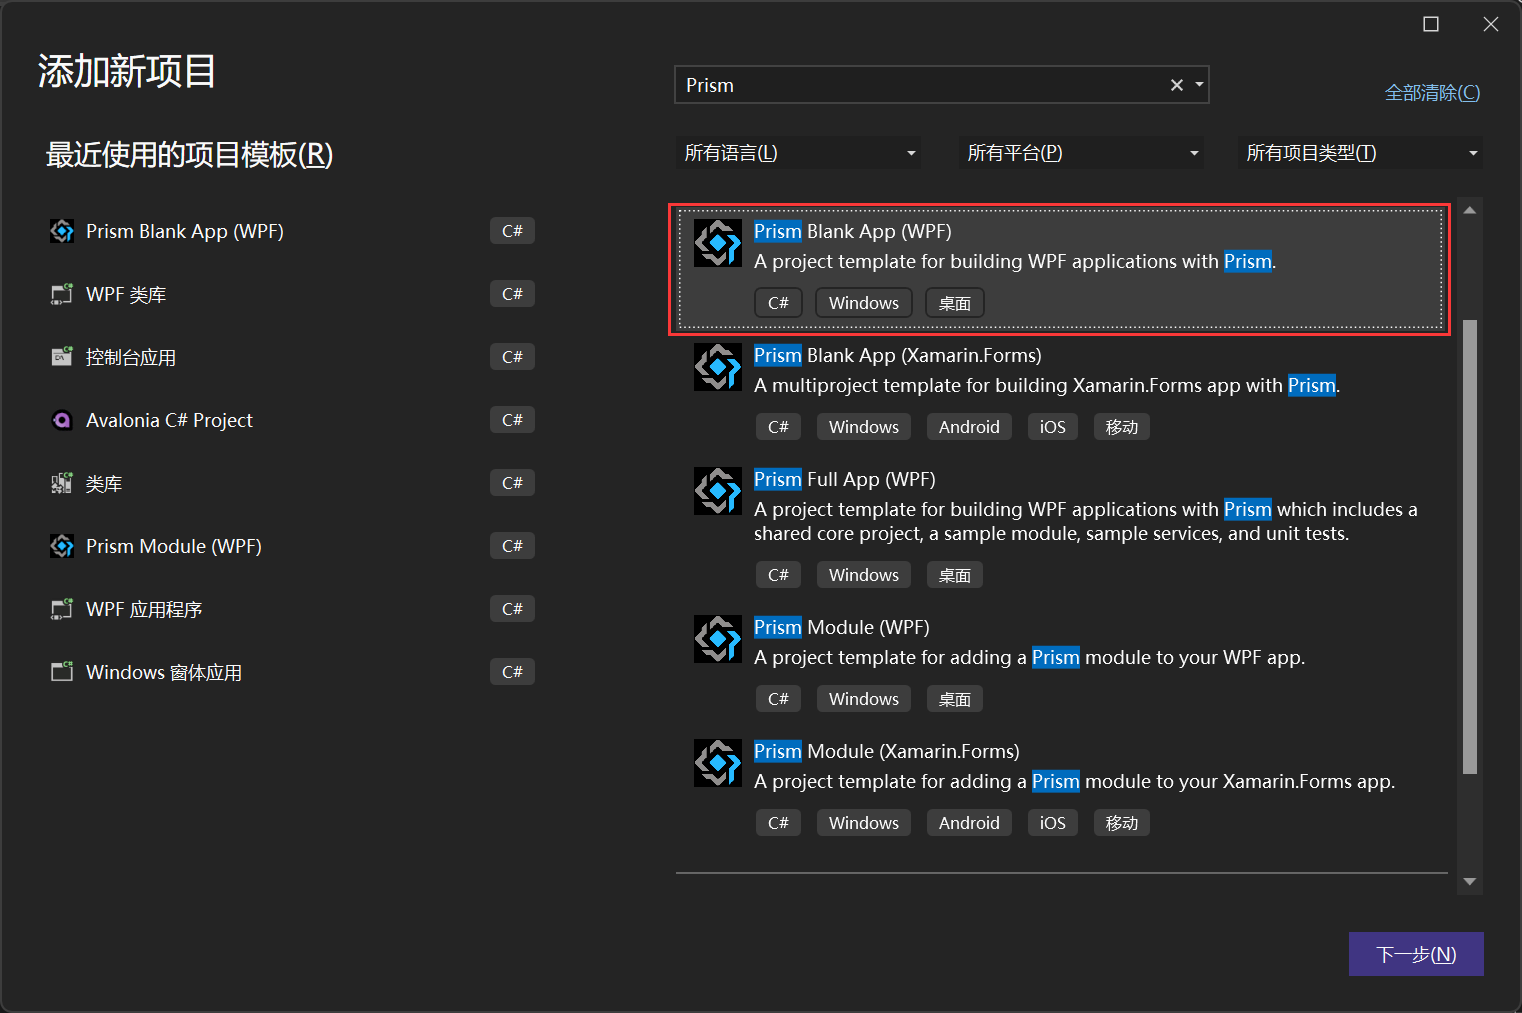 添加新项目
最近使用的项目模板(R)
Prism Blank App (WPF) C#
WPF 类库 C#
控制台应用 C#
Avalonia C# Project C#
类库 C#
Prism Module (WPF) C#
WPF 应用程序 C#
Windows 窗体应用 C#
Prism
全部清除(C)
所有语言(L) 所有平台(P) 所有项目类型(T)
Prism Blank App (WPF)
A project template for building WPF applications with Prism.
C# Windows 桌面
Prism Blank App (Xamarin.Forms)
A multiproject template for building Xamarin.Forms app with Prism.
C# Windows Android iOS 移动
Prism Full App (WPF)
A project template for building WPF applications with Prism which includes a
shared core project, a sample module, sample services, and unit tests.
C# Windows 桌面
Prism Module (WPF)
A project template for adding a Prism module to your WPF app.
C# Windows 桌面
Prism Module (Xamarin.Forms)
A project template for adding a Prism module to your Xamarin.Forms app.
C# Windows Android iOS 移动
下一步(N)